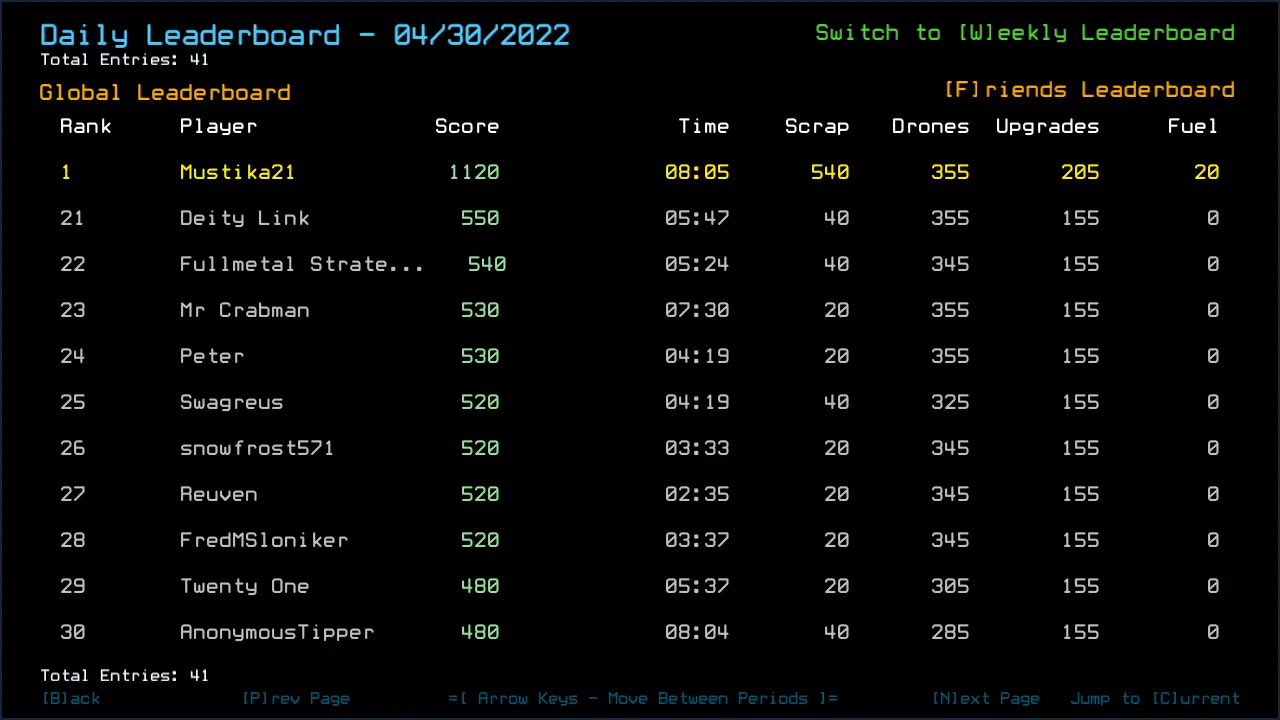 Daily Leaderboard - 04/30/2022 Switch to [W]eekly Leaderboard
Total Entries: 41
Global Leaderboard [F]riends Leaderboard
Rank Player Score Time Scrap Drones Upgrades Fuel
1 Mustika21 1120 08:05 540 355 205 20
21 Deity Link 550 05:47 40 355 155 0
22 Fullmetal Strate... 540 05:24 40 345 155 0
23 Mr Crabman 530 07:30 20 355 155 0
24 Peter 530 04:19 20 355 155 0
25 Swagreus 520 04:19 40 325 155 0
26 snowfrost571 520 03:33 20 345 155 0
27 Reuven 520 02:35 20 345 155 0
28 FredMSloniker 520 03:37 20 345 155 0
29 Twenty One 480 05:37 20 305 155 0
30 AnonymousTipper 480 08:04 40 285 155 0
Total Entries: 41
[B]ack [P]rev Page =[ Arrow Keys - Move Between Periods ]= [N]ext Page Jump to [C]urrent